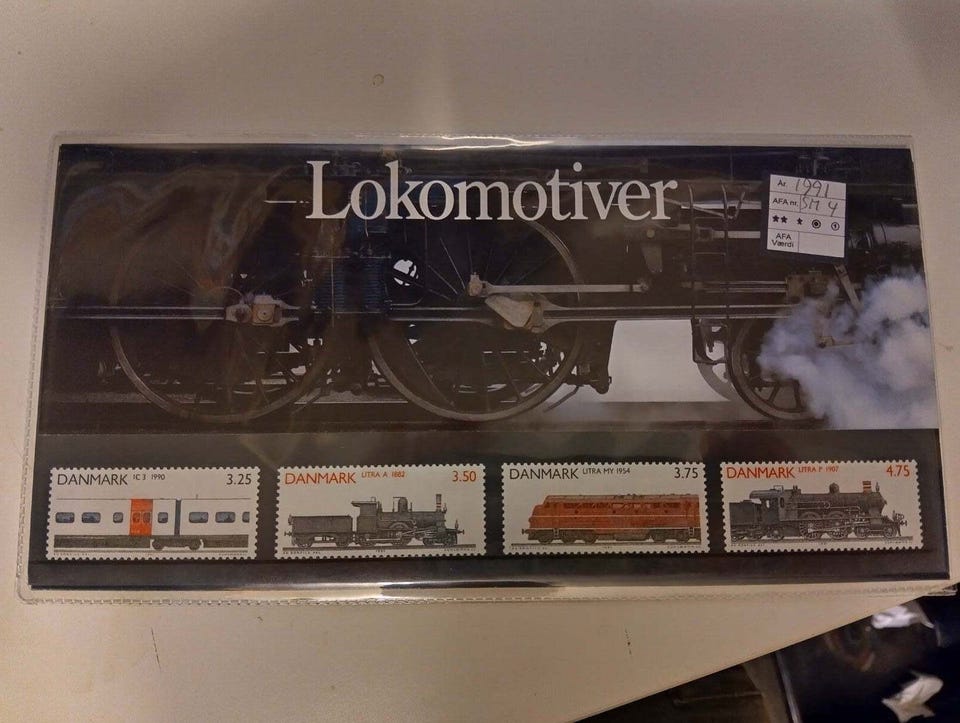 Lokomotiver
År 1991
AFA nr. SM 4
AFA
Værdi
DANMARK IC 3 1990 3.25
DANMARK LITRA A 1882 3.50
DANMARK LITRA MY 1954 3.75
DANMARK LITRA P 1907 4.75
1991